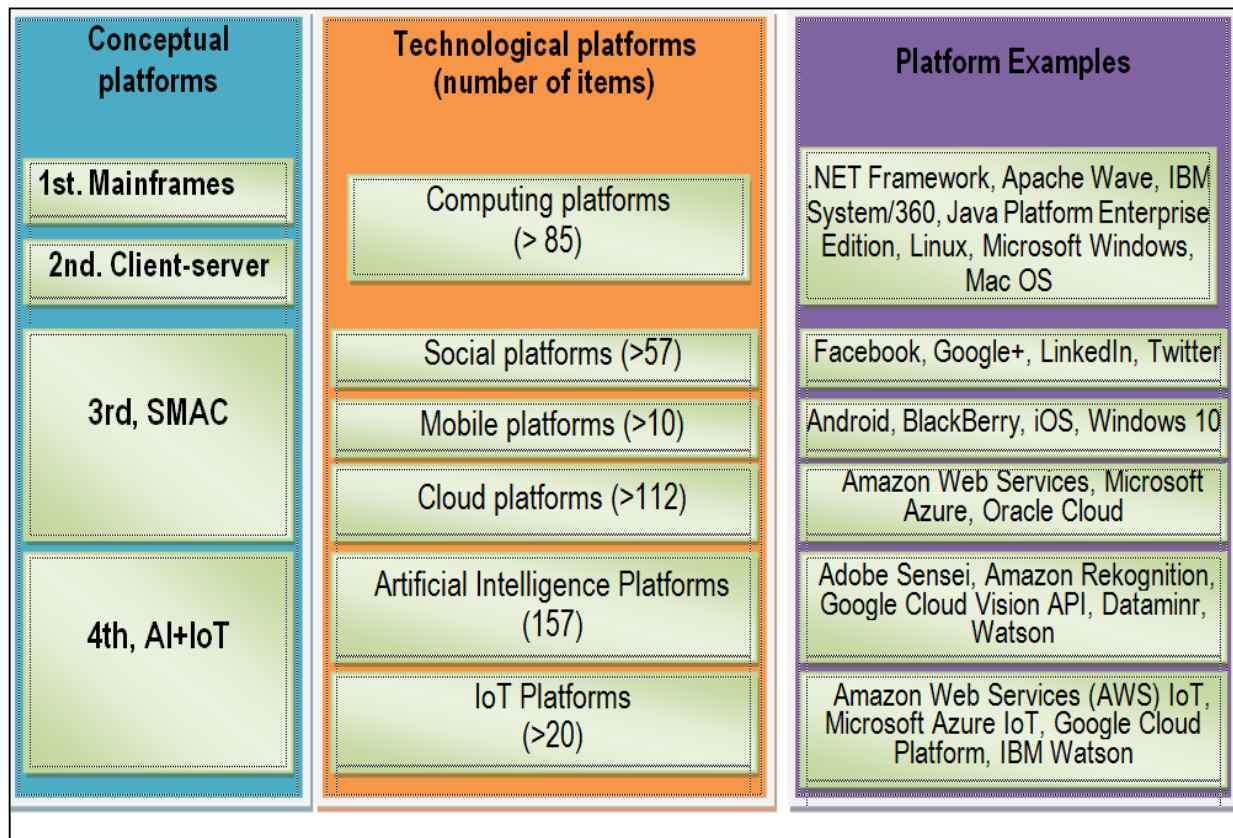 Conceptual
platforms
1st. Mainframes
2nd. Client-server
3rd, SMAC
4th, AI+IoT
Technological platforms
(number of items)
Computing platforms
(> 85)
Social platforms (>57)
Mobile platforms (>10)
Cloud platforms (>112)
Artificial Intelligence Platforms
(157)
IoT Platforms
(>20)
Platform Examples
.NET Framework, Apache Wave, IBM
System/360, Java Platform Enterprise
Edition, Linux, Microsoft Windows,
Mac OS
Facebook, Google+, LinkedIn, Twitter
Android, BlackBerry, iOS, Windows 10
Amazon Web Services, Microsoft
Azure, Oracle Cloud
Adobe Sensei, Amazon Rekognition,
Google Cloud Vision API, Dataminr,
Watson
Amazon Web Services (AWS) IoT,
Microsoft Azure IoT, Google Cloud
Platform, IBM Watson